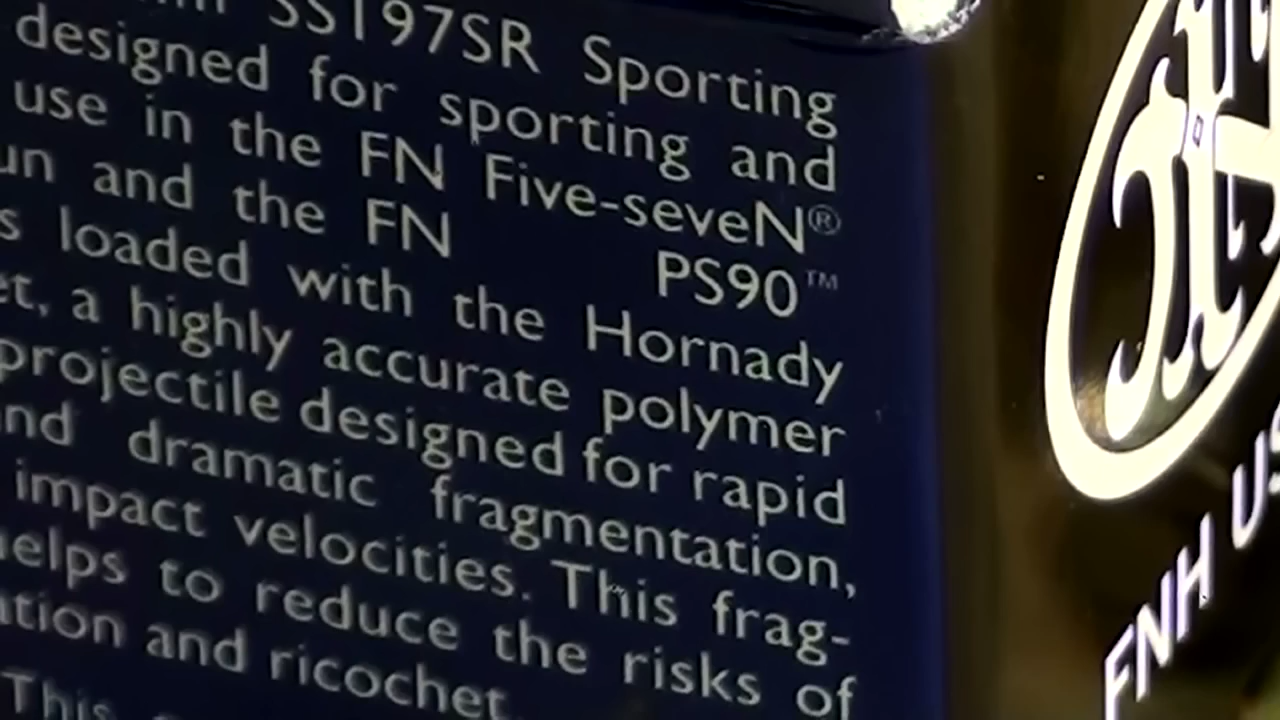 SS197SR Sporting
designed for sporting and
use in the FN Five-seveN®
and the FN PS90™
loaded with the Hornady
a highly accurate polymer
projectile designed for rapid
dramatic fragmentation,
impact velocities. This frag-
to reduce the risks of
and ricochet.
This
FNH